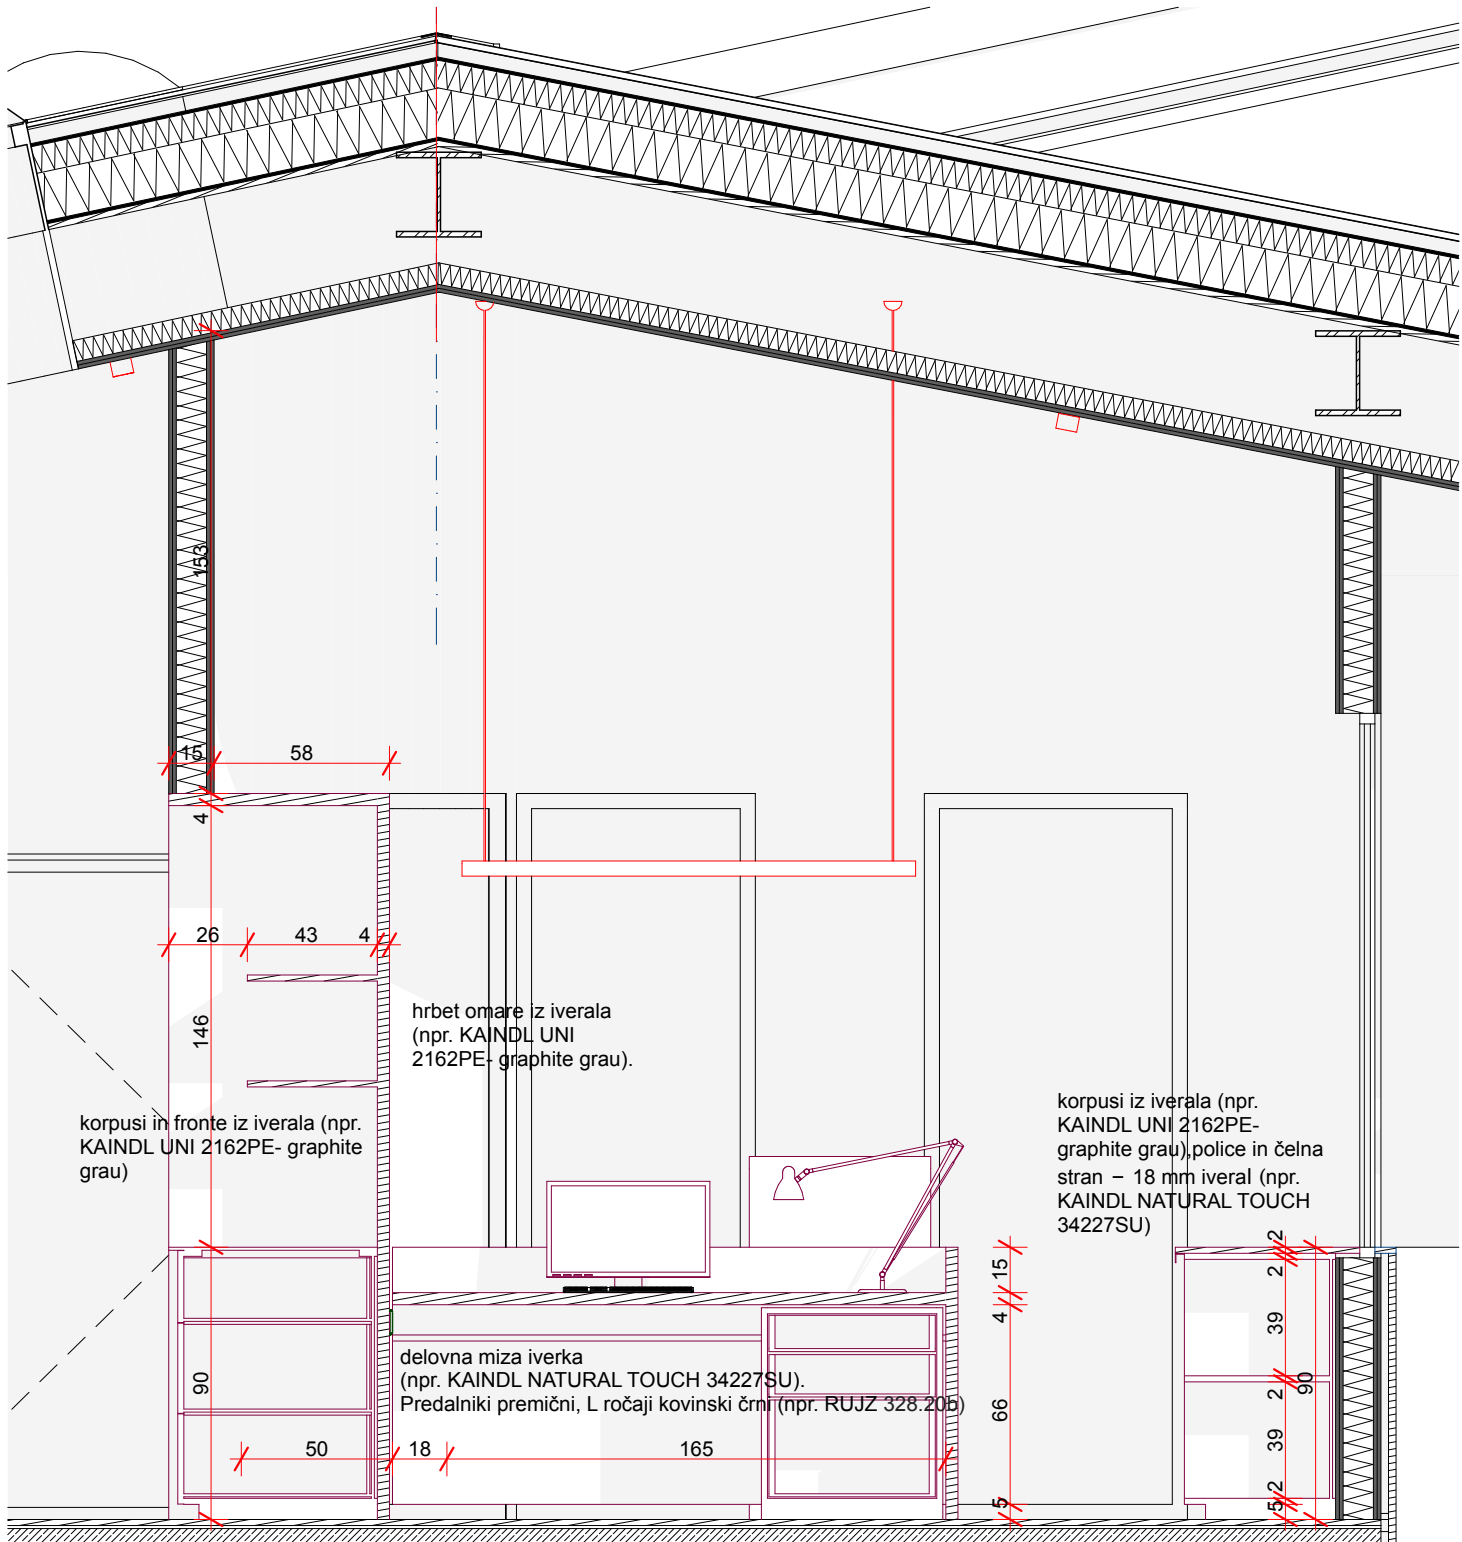 153
15
58
4
26
43
4
hrbet omare iz iverala
(npr. KAINDL UNI
2162PE- graphite grau).
146
korpusi in fronte iz iverala (npr.
KAINDL UNI 2162PE- graphite
grau)
korpusi iz iverala (npr.
KAINDL UNI 2162PE-
graphite grau),police in čelna
stran – 18 mm iveral (npr.
KAINDL NATURAL TOUCH
34227SU)
2
15
2
4
39
delovna miza iverka
(npr. KAINDL NATURAL TOUCH 34227SU).
Predalniki premični, L ročaji kovinski črni (npr. RUJZ 328.20b)
90
90
2
66
39
50
18
165
2
5
5